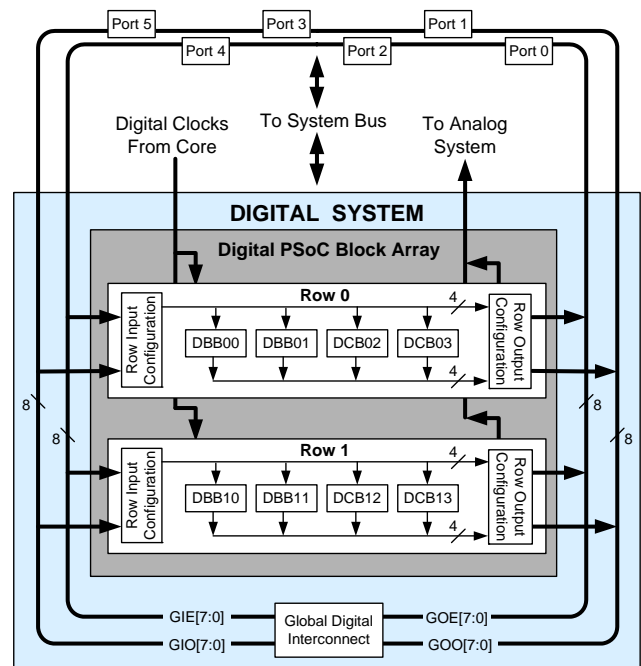 Port 5
Port 3
Port 1
Port 4
Port 2
Port 0
Digital Clocks
From Core
To System Bus
To Analog
System
DIGITAL SYSTEM
Digital PSoC Block Array
Row 0
Row Input
Configuration
4
DBB00
DBB01
DCB02
DCB03
4
Row Output
Configuration
8
8
8
8
Row 1
Row Input
Configuration
4
DBB10
DBB11
DCB12
DCB13
4
Row Output
Configuration
GIE[7:0]
GIO[7:0]
Global Digital
Interconnect
GOE[7:0]
GOO[7:0]